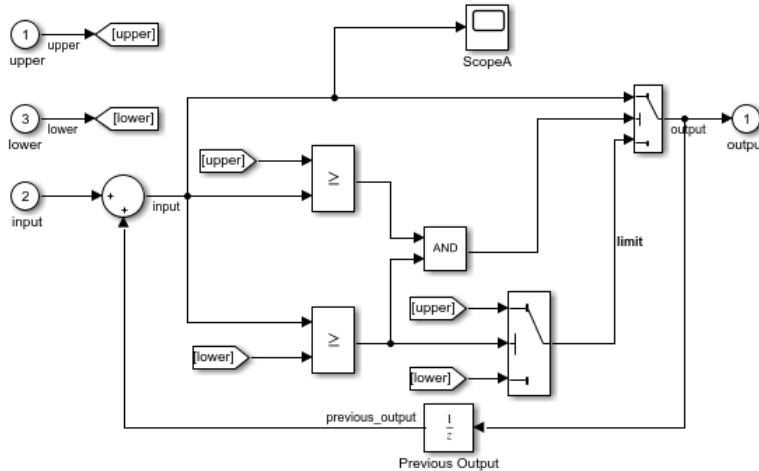 1
upper
upper
[upper]
ScopeA
3
lower
lower
[lower]
output
1
outpu
[upper]
≥
2
input
+
+
input
AND
limit
[upper]
[lower]
≥
[lower]
previous_output
1
z
Previous Output